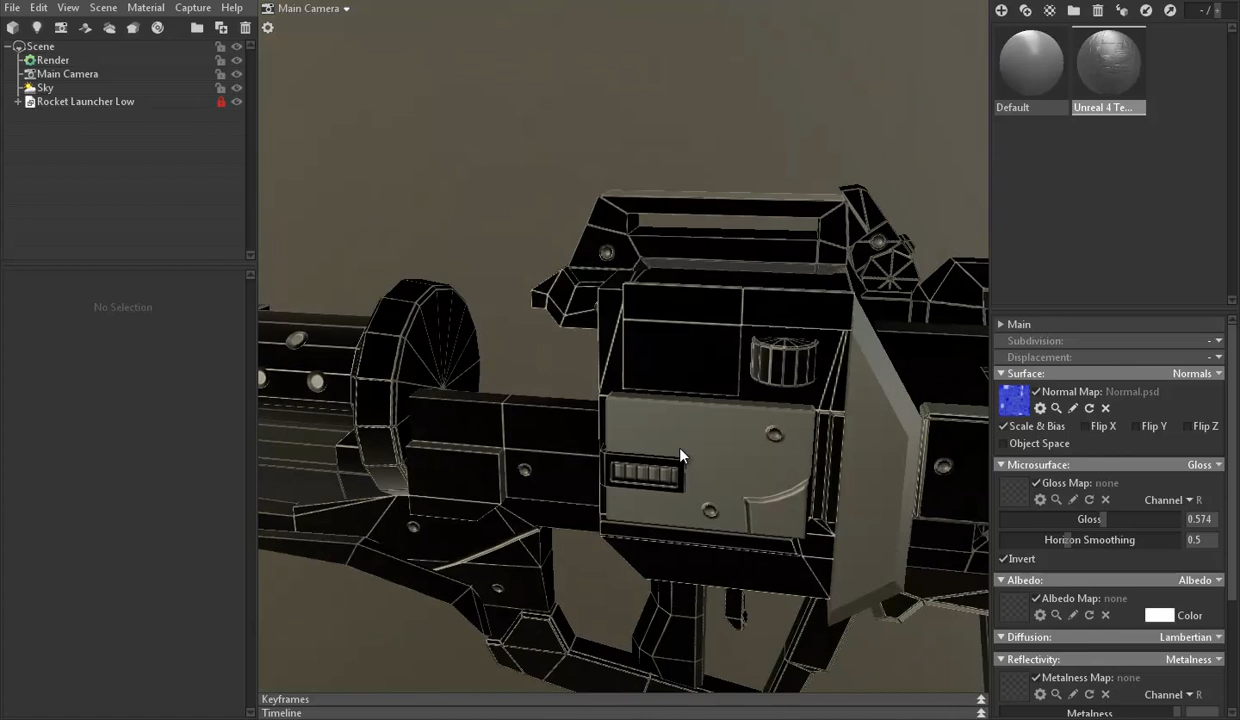 File Edit View Scene Material Capture Help
Main Camera
- /
Scene
Render
Main Camera
Sky
Rocket Launcher Low
Default
Unreal 4 Te...
No Selection
Main
Subdivision: -
Displacement: -
Surface: Normals
Normal Map: Normal.psd
Scale & Bias Flip X Flip Y Flip Z
Object Space
Microsurface: Gloss
Gloss Map: none
Channel R
Gloss 0.574
Horizon Smoothing 0.5
Invert
Albedo: Albedo
Albedo Map: none
Color
Diffusion: Lambertian
Reflectivity: Metalness
Metalness Map: none
Channel R
Metalness
Keyframes
Timeline